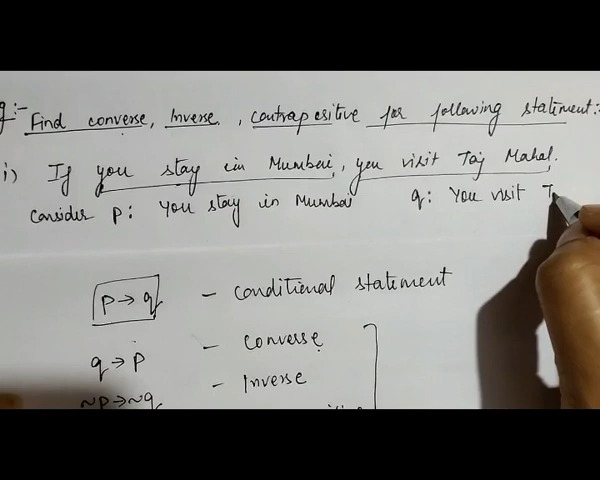 g:- Find converse, Inverse, contrapositive for following statement:-
i) If you stay in Mumbai, you visit Taj Mahal.
Consider p: You stay in Mumbai q: You visit T
p→q - Conditional statement
q→p - Converse
~p→~q - Inverse